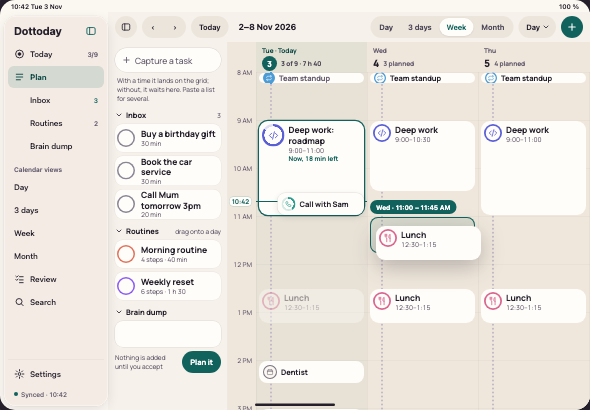 10:42 Tue 3 Nov
100 %
Dottoday
Today 3/9
Plan
Inbox 3
Routines 2
Brain dump
Calendar views
Day
3 days
Week
Month
Review
Search
Settings
Synced · 10:42
Today
2–8 Nov 2026
Day
3 days
Week
Month
Day
Capture a task
With a time it lands on the grid;
without, it waits here. Paste a list
for several.
Inbox 3
Buy a birthday gift
30 min
Book the car
service
30 min
Call Mum
tomorrow 3pm
20 min
Routines drag onto a day
Morning routine
4 steps · 40 min
Weekly reset
6 steps · 1 h 30
Brain dump
Nothing is added
until you accept
Plan it
Tue · Today
3 3 of 9 · 7 h 40
Wed
4 3 planned
Thu
5 4 planned
8 AM
9 AM
10 AM
10:42
11 AM
12 PM
1 PM
2 PM
3 PM
Team standup
Deep work:
roadmap
9:00–11:00
Now, 18 min left
Call with Sam
Lunch
12:30–1:15
Dentist
Team standup
Deep work
9:00–10:30
Wed · 11:00 – 11:45 AM
Lunch
12:30–1:15
Lunch
12:30–1:15
Team standup
Deep work
9:00–11:00
Lunch
12:30–1:15